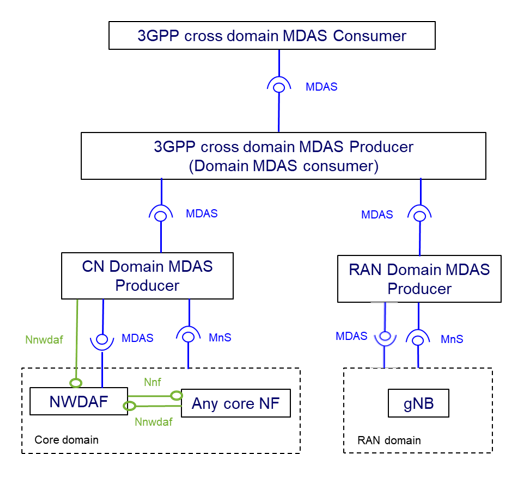 3GPP cross domain MDAS Consumer
MDAS
3GPP cross domain MDAS Producer
(Domain MDAS consumer)
MDAS
MDAS
CN Domain MDAS
Producer
RAN Domain MDAS
Producer
Nnwdaf
MDAS
MnS
MDAS
MnS
NWDAF
Nnf
Nnwdaf
Any core NF
gNB
Core domain
RAN domain